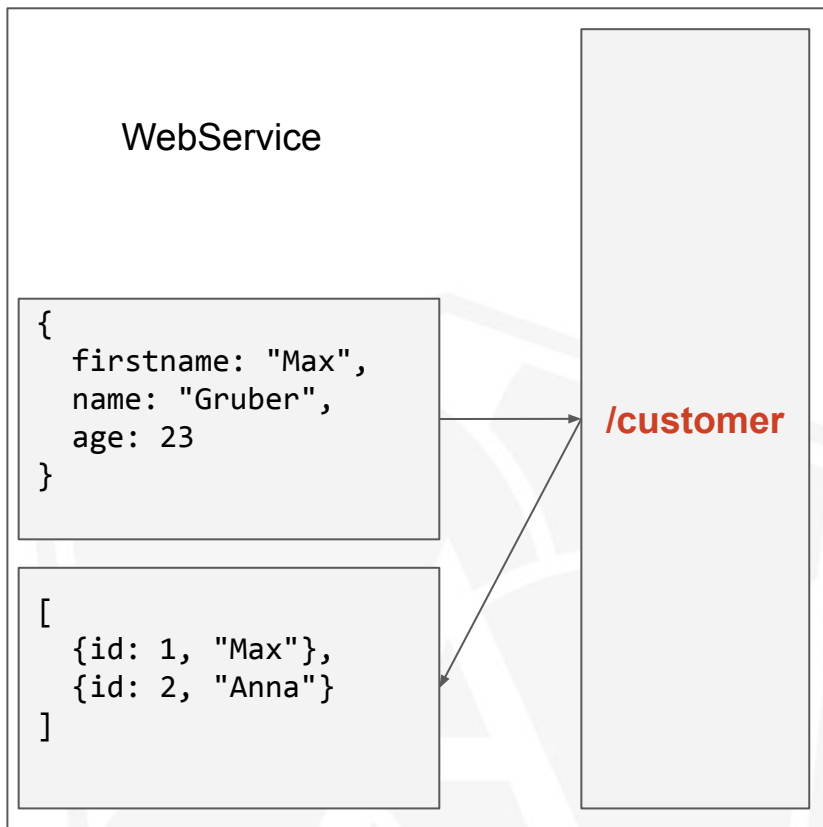 WebService
{
  firstname: "Max",
  name: "Gruber",
  age: 23
}
/customer
[
  {id: 1, "Max"},
  {id: 2, "Anna"}
]